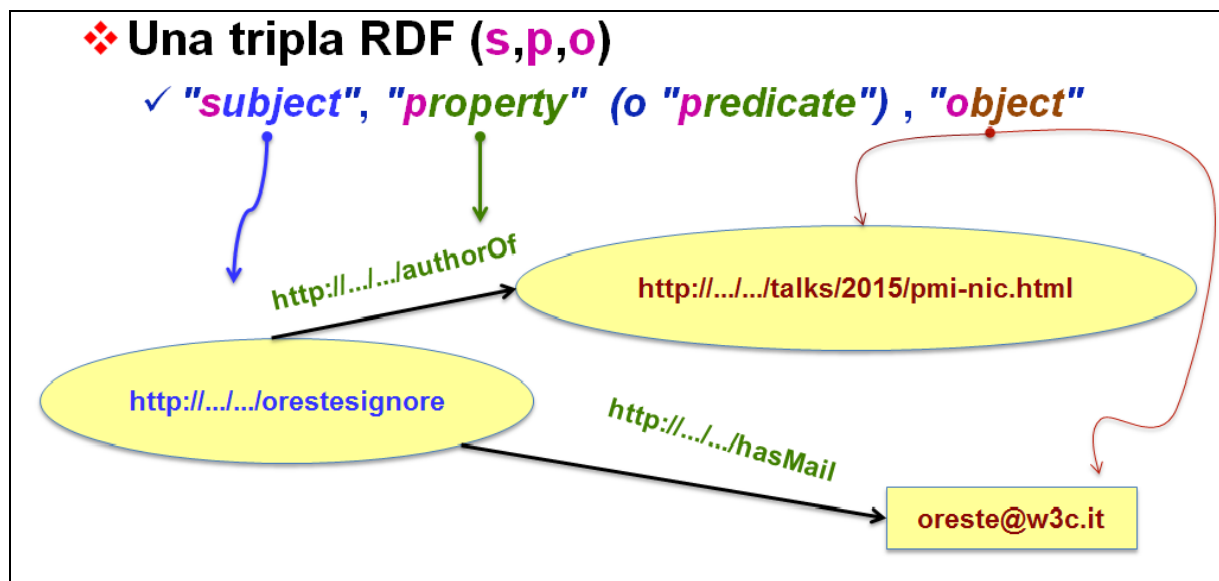 ❖ Una tripla RDF (s,p,o)
✓ "subject", "property" (o "predicate") , "object"
http://.../.../authorOf
http://.../.../talks/2015/pmi-nic.html
http://.../.../orestesignore
http://.../.../hasMail
oreste@w3c.it